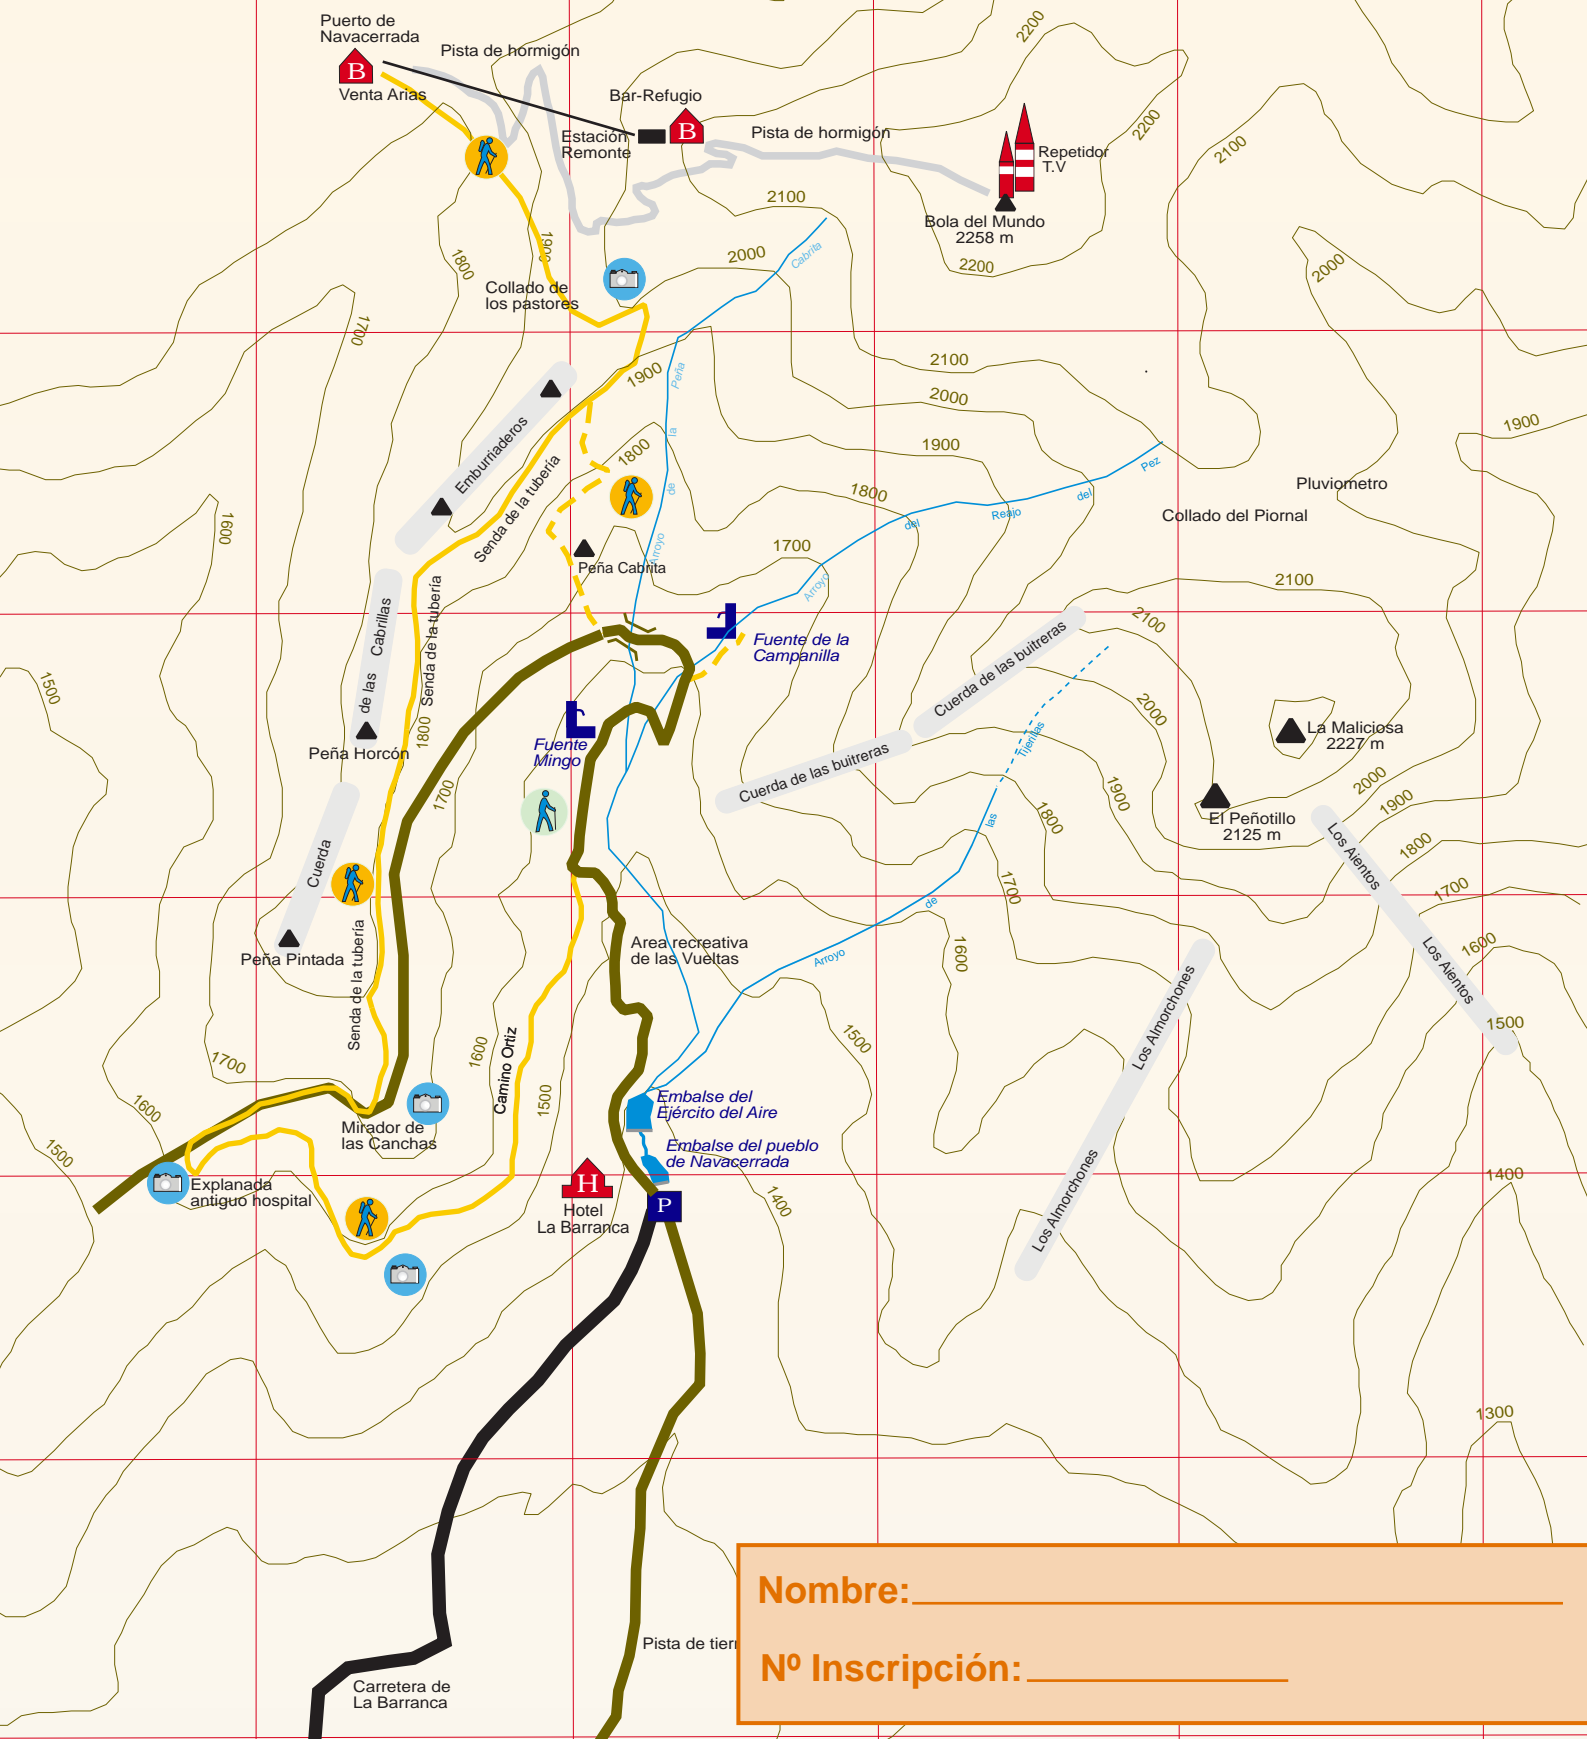 Puerto de
Navacerrada
Pista de hormigón
B
Venta Arias
Bar-Refugio
B
Estación
Remonte
Pista de hormigón
Repetidor
T.V
Bola del Mundo
2258 m
2200
2200
2100
2200
2100
2000
2000
1900
1800
1700
1600
1500
Collado de
los pastores
Cabrita
Peña
la
de
Arroyo
1900
1800
2100
2000
1900
1800
1700
1900
Emburriaderos
Senda de la tubería
Pez
del
Reajo
del
Arroyo
Pluviometro
Collado del Piornal
Peña Cabrita
Cabrillas
de las
Senda de la tubería
1800
Peña Horcón
Fuente de la
Campanilla
Fuente
Mingo
2100
2100
2000
1900
1800
1700
1600
Cuerda de las buitreras
Cuerda de las buitreras
Tijerillas
las
de
Arroyo
La Maliciosa
2227 m
El Peñotillo
2125 m
2000
1900
1800
1700
1600
1500
1400
1300
Los Aientos
Los Aientos
1700
Cuerda
Peña Pintada
Senda de la tubería
Area recreativa
de las Vueltas
Los Almorchones
Los Almorchones
1500
1400
1600
Camino Ortiz
1500
1700
1600
1500
Embalse del
Ejército del Aire
Embalse del pueblo
de Navacerrada
Mirador de
las Canchas
Explanada
antiguo hospital
H
Hotel
La Barranca
P
Nombre:
Nº Inscripción:
Pista de tierr
Carretera de
La Barranca